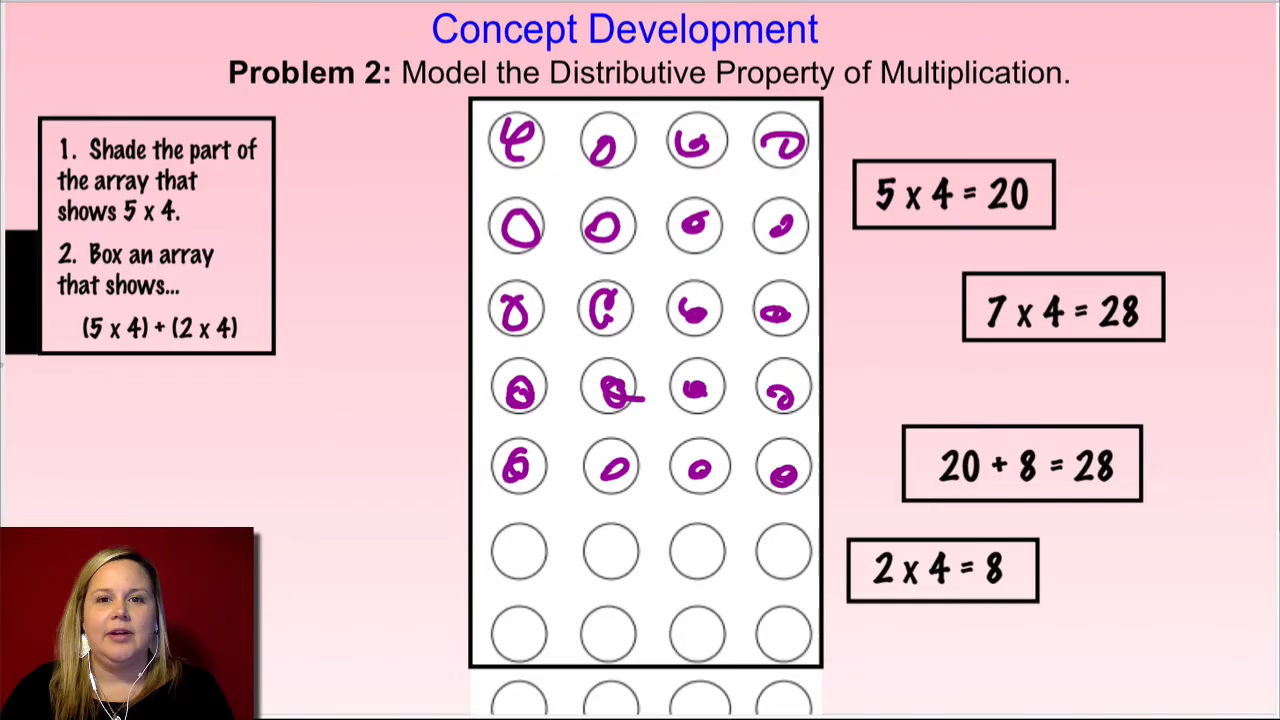 Concept Development
Problem 2: Model the Distributive Property of Multiplication.
1. Shade the part of
the array that
shows 5 x 4.
2. Box an array
that shows...
(5 x 4) + (2 x 4)
5 x 4 = 20
7 x 4 = 28
20 + 8 = 28
2 x 4 = 8